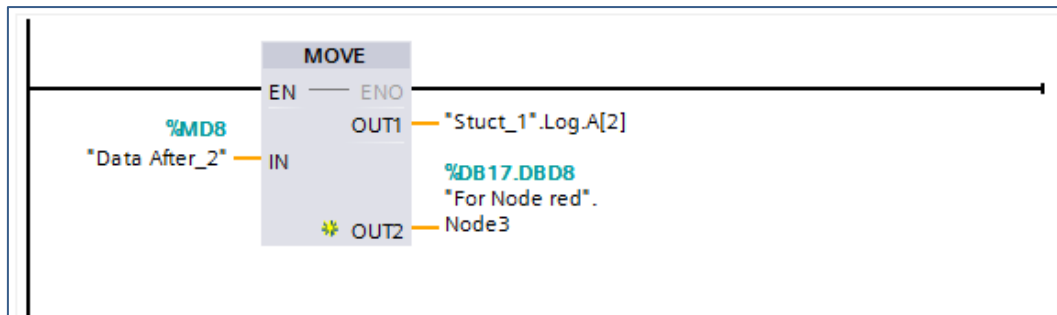 MOVE
EN ENO
%MD8 OUT1 "Stuct_1".Log.A[2]
"Data After_2" IN
%DB17.DBD8
"For Node red".
OUT2 Node3